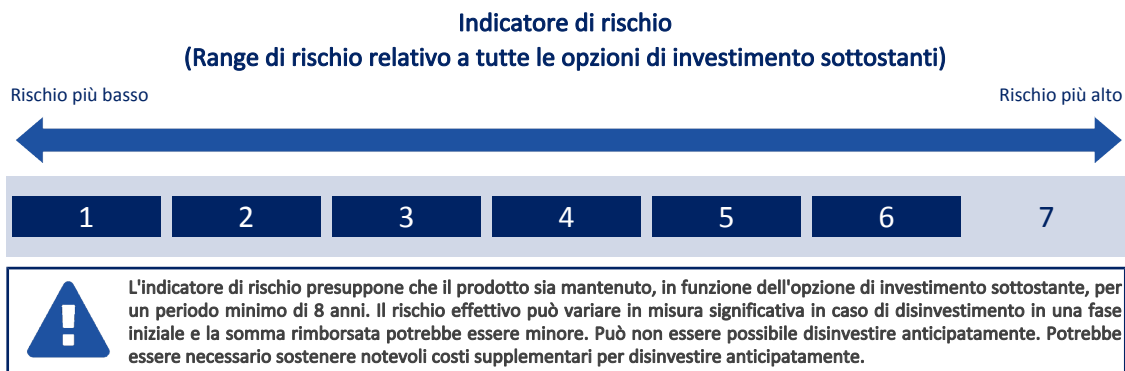 Indicatore di rischio
(Range di rischio relativo a tutte le opzioni di investimento sottostanti)
Rischio più basso
Rischio più alto
1 2 3 4 5 6 7
L'indicatore di rischio presuppone che il prodotto sia mantenuto, in funzione dell'opzione di investimento sottostante, per
un periodo minimo di 8 anni. Il rischio effettivo può variare in misura significativa in caso di disinvestimento in una fase
iniziale e la somma rimborsata potrebbe essere minore. Può non essere possibile disinvestire anticipatamente. Potrebbe
essere necessario sostenere notevoli costi supplementari per disinvestire anticipatamente.